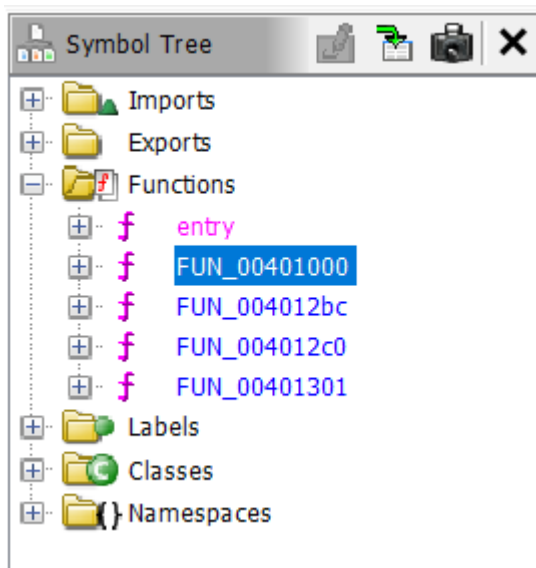 Symbol Tree
Imports
Exports
Functions
entry
FUN_00401000
FUN_004012bc
FUN_004012c0
FUN_00401301
Labels
Classes
Namespaces